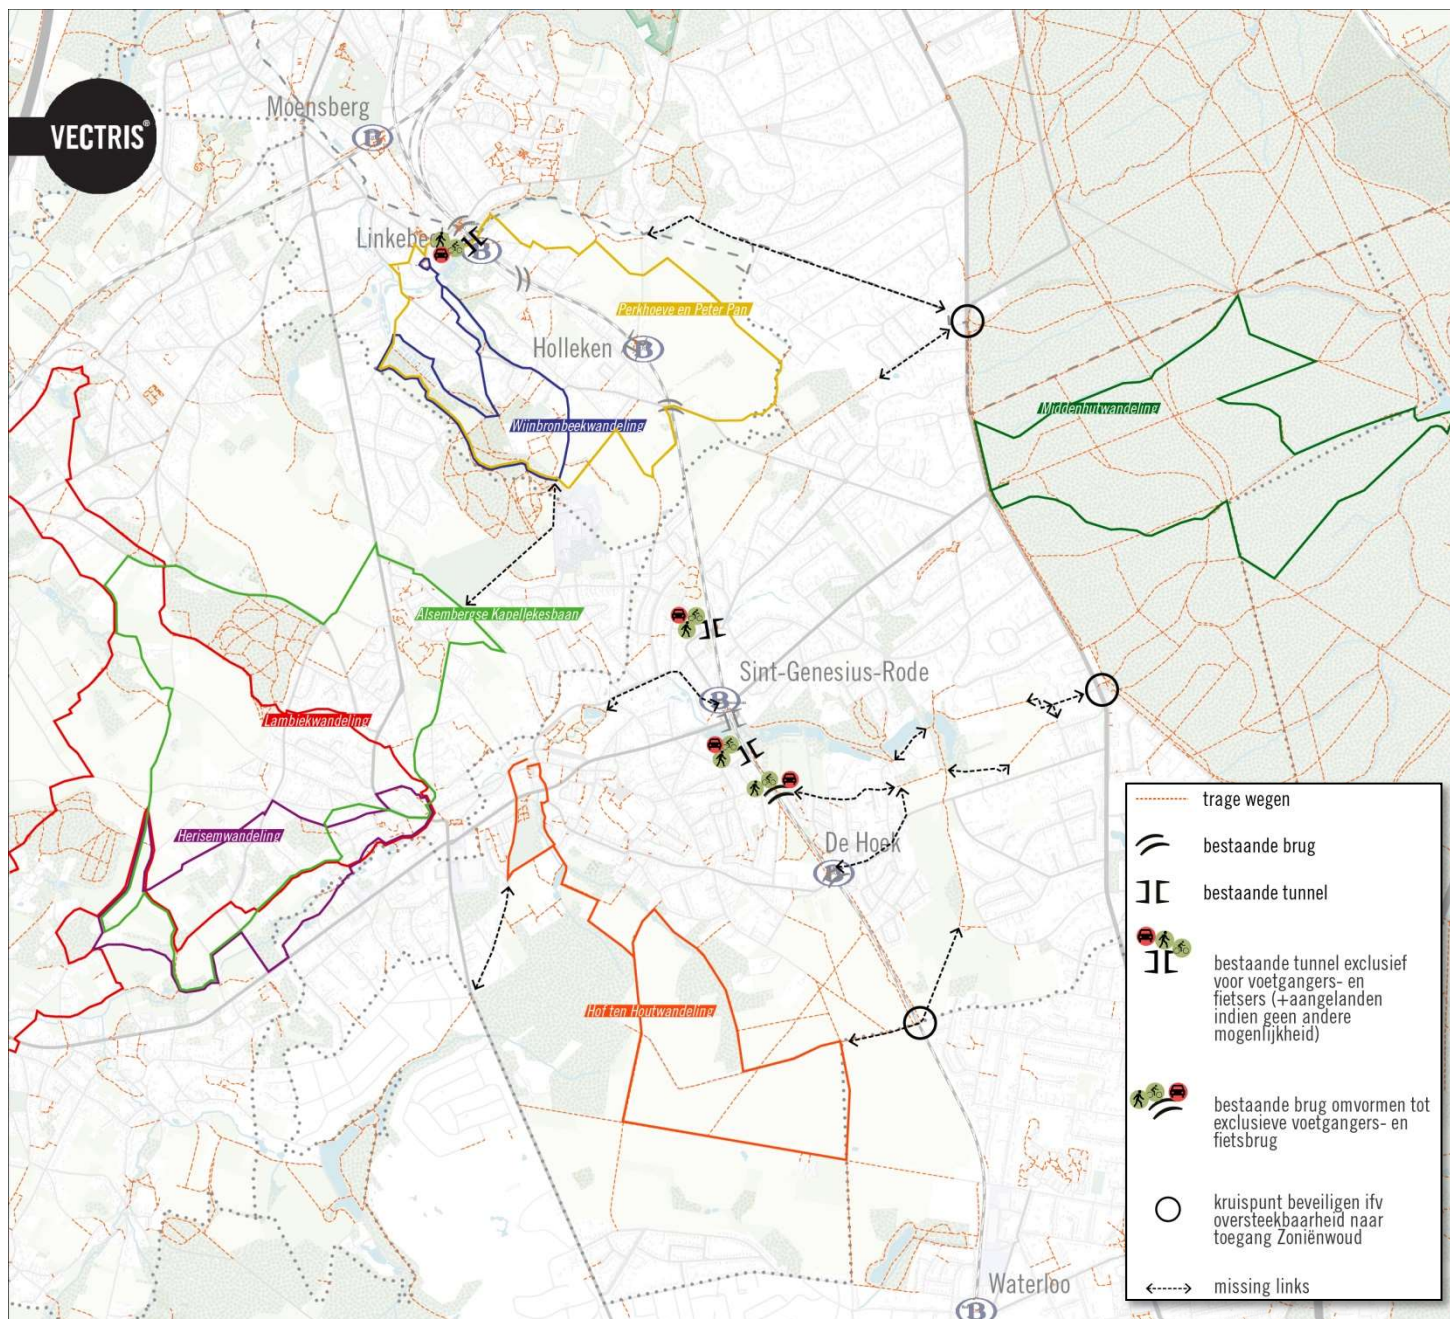 Moensberg
VECTRIS®
Linkebeek
Perkhoeve en Peter Pan
Holleken
Middenhutwandeling
Wijnbronbeekwandeling
Alsembergse Kapellekesbaan
Sint-Genesius-Rode
Lambiekwandeling
Herisemwandeling
De Hoek
Hof ten Houtwandeling
Waterloo
trage wegen
bestaande brug
bestaande tunnel
bestaande tunnel exclusief
voor voetgangers- en
fietsers (+aangelanden
indien geen andere
mogenlijkheid)
bestaande brug omvormen tot
exclusieve voetgangers- en
fietsbrug
kruispunt beveiligen ifv
oversteekbaarheid naar
toegang Zoniënwoud
missing links